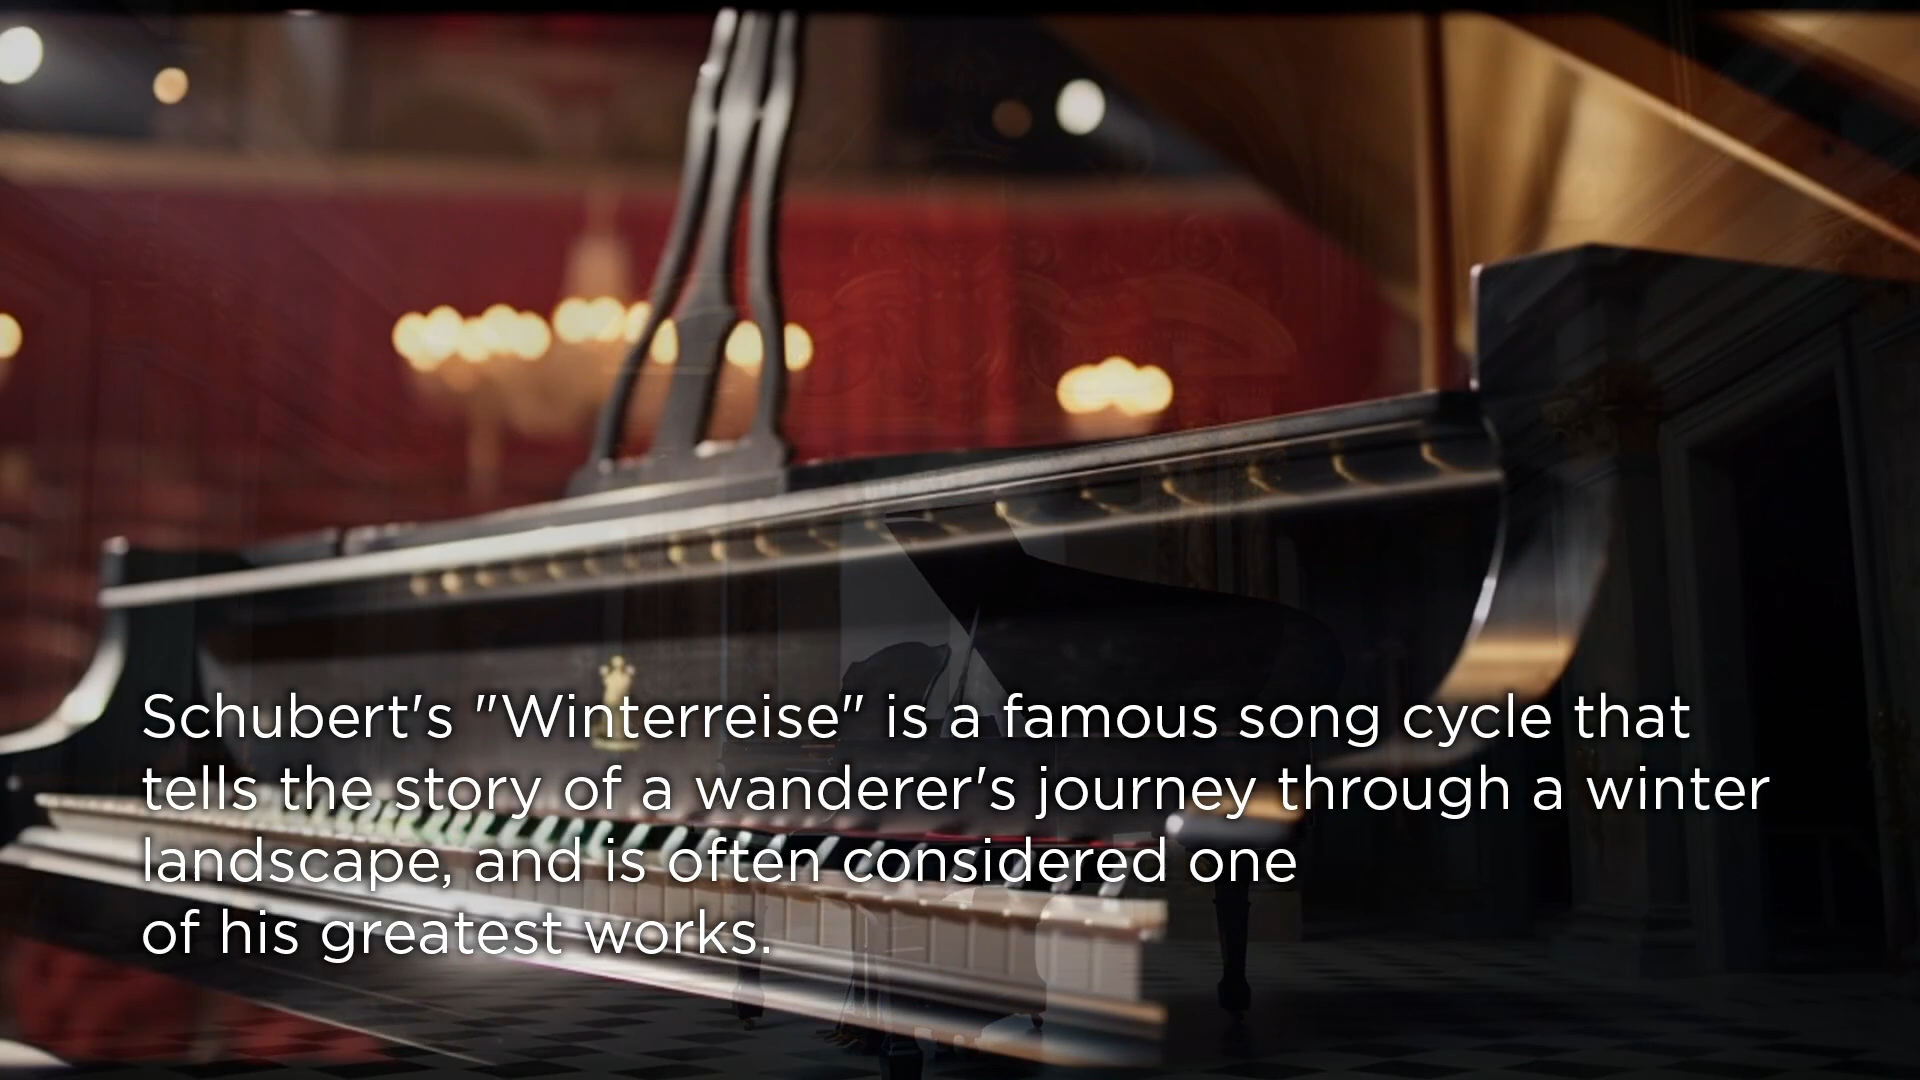 Schubert's "Winterreise" is a famous song cycle that
tells the story of a wanderer's journey through a winter
landscape, and is often considered one
of his greatest works.